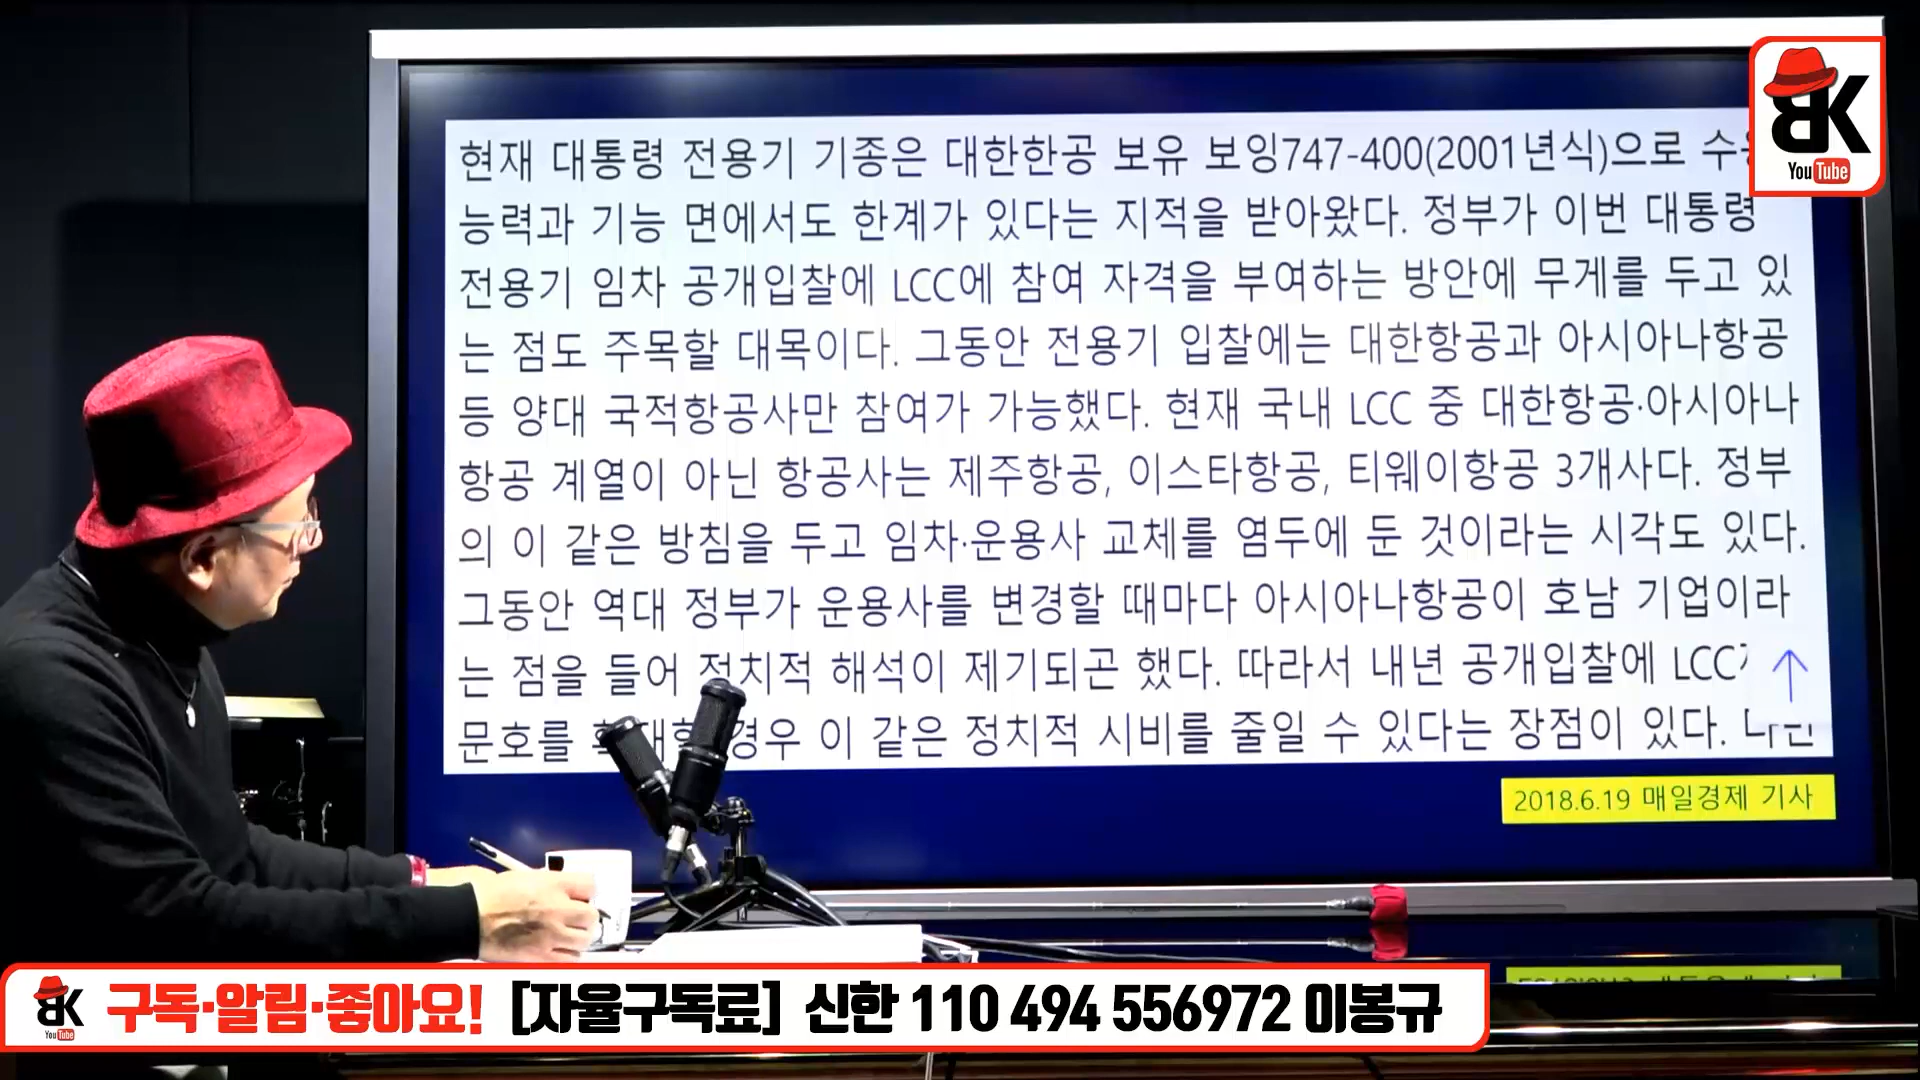 현재 대통령 전용기 기종은 대한한공 보유 보잉747-400(2001년식)으로
능력과 기능 면에서도 한계가 있다는 지적을 받아왔다. 정부가 이번 대통령
전용기 임차 공개입찰에 LCC에 참여 자격을 부여하는 방안에 무게를 두고 있
는 점도 주목할 대목이다. 그동안 전용기 입찰에는 대한항공과 아시아나항공
등 양대 국적항공사만 참여가 가능했다. 현재 국내 LCC 중 대한항공·아시아나
항공 계열이 아닌 항공사는 제주항공, 이스타항공, 티웨이항공 3개사다. 정부
의 이 같은 방침을 두고 임차·운용사 교체를 염두에 둔 것이라는 시각도 있다.
그동안 역대 정부가 운용사를 변경할 때마다 아시아나항공이 호남 기업이라
는 점을 들어 정치적 해석이 제기되곤 했다. 따라서 내년 공개입찰에 LCC
문호를 경우 이 같은 정치적 시비를 줄일 수 있다는 장점이 있다.
2018.6.19 매일경제 기사
BK
YouTube
BK
YouTube
구독·알림·좋아요! [자율구독료] 신한 110 494 556972 이봉규